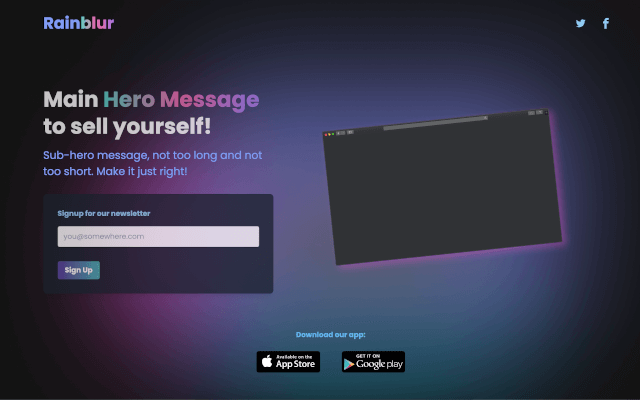 Rainblur
Main Hero Message
to sell yourself!
Sub-hero message, not too long and not
too short. Make it just right!
Signup for our newsletter
you@somewhere.com
Sign Up
Download our app:
Available on the
App Store
GET IT ON
Google play